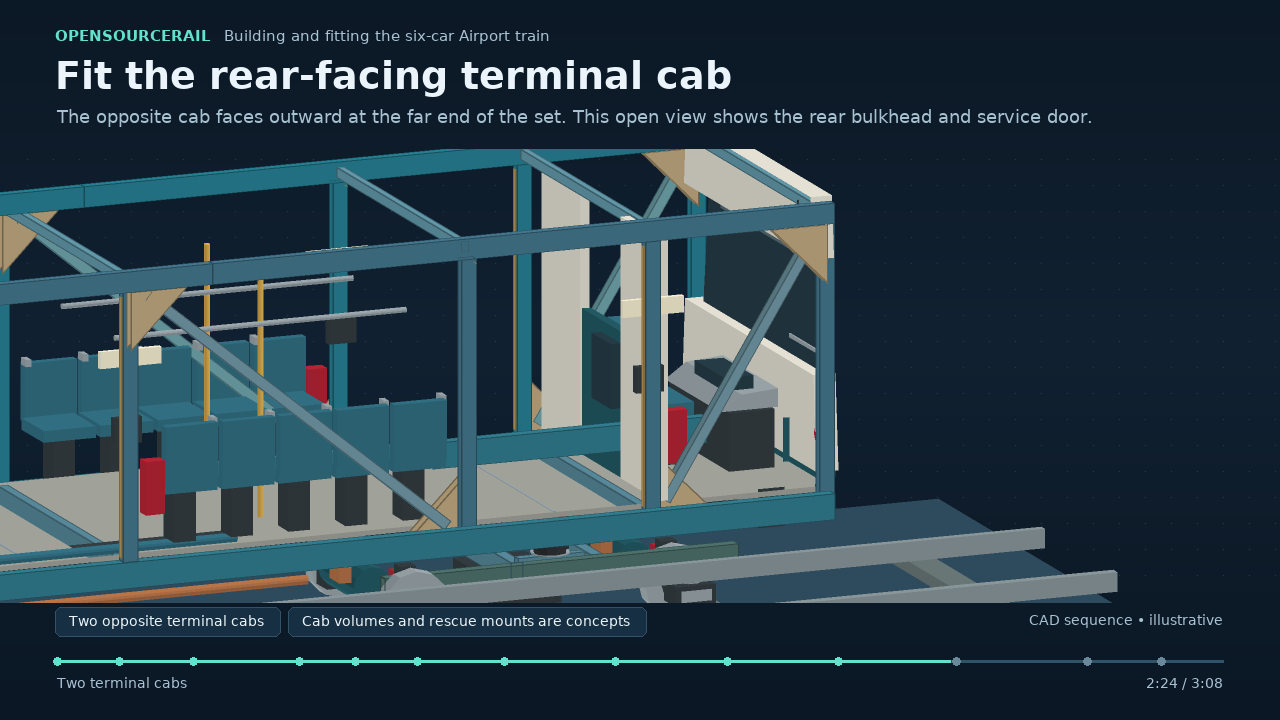 OPENSOURCERAIL Building and fitting the six-car Airport train
Fit the rear-facing terminal cab
The opposite cab faces outward at the far end of the set. This open view shows the rear bulkhead and service door.
Two opposite terminal cabs
Cab volumes and rescue mounts are concepts
CAD sequence • illustrative
Two terminal cabs
2:24 / 3:08